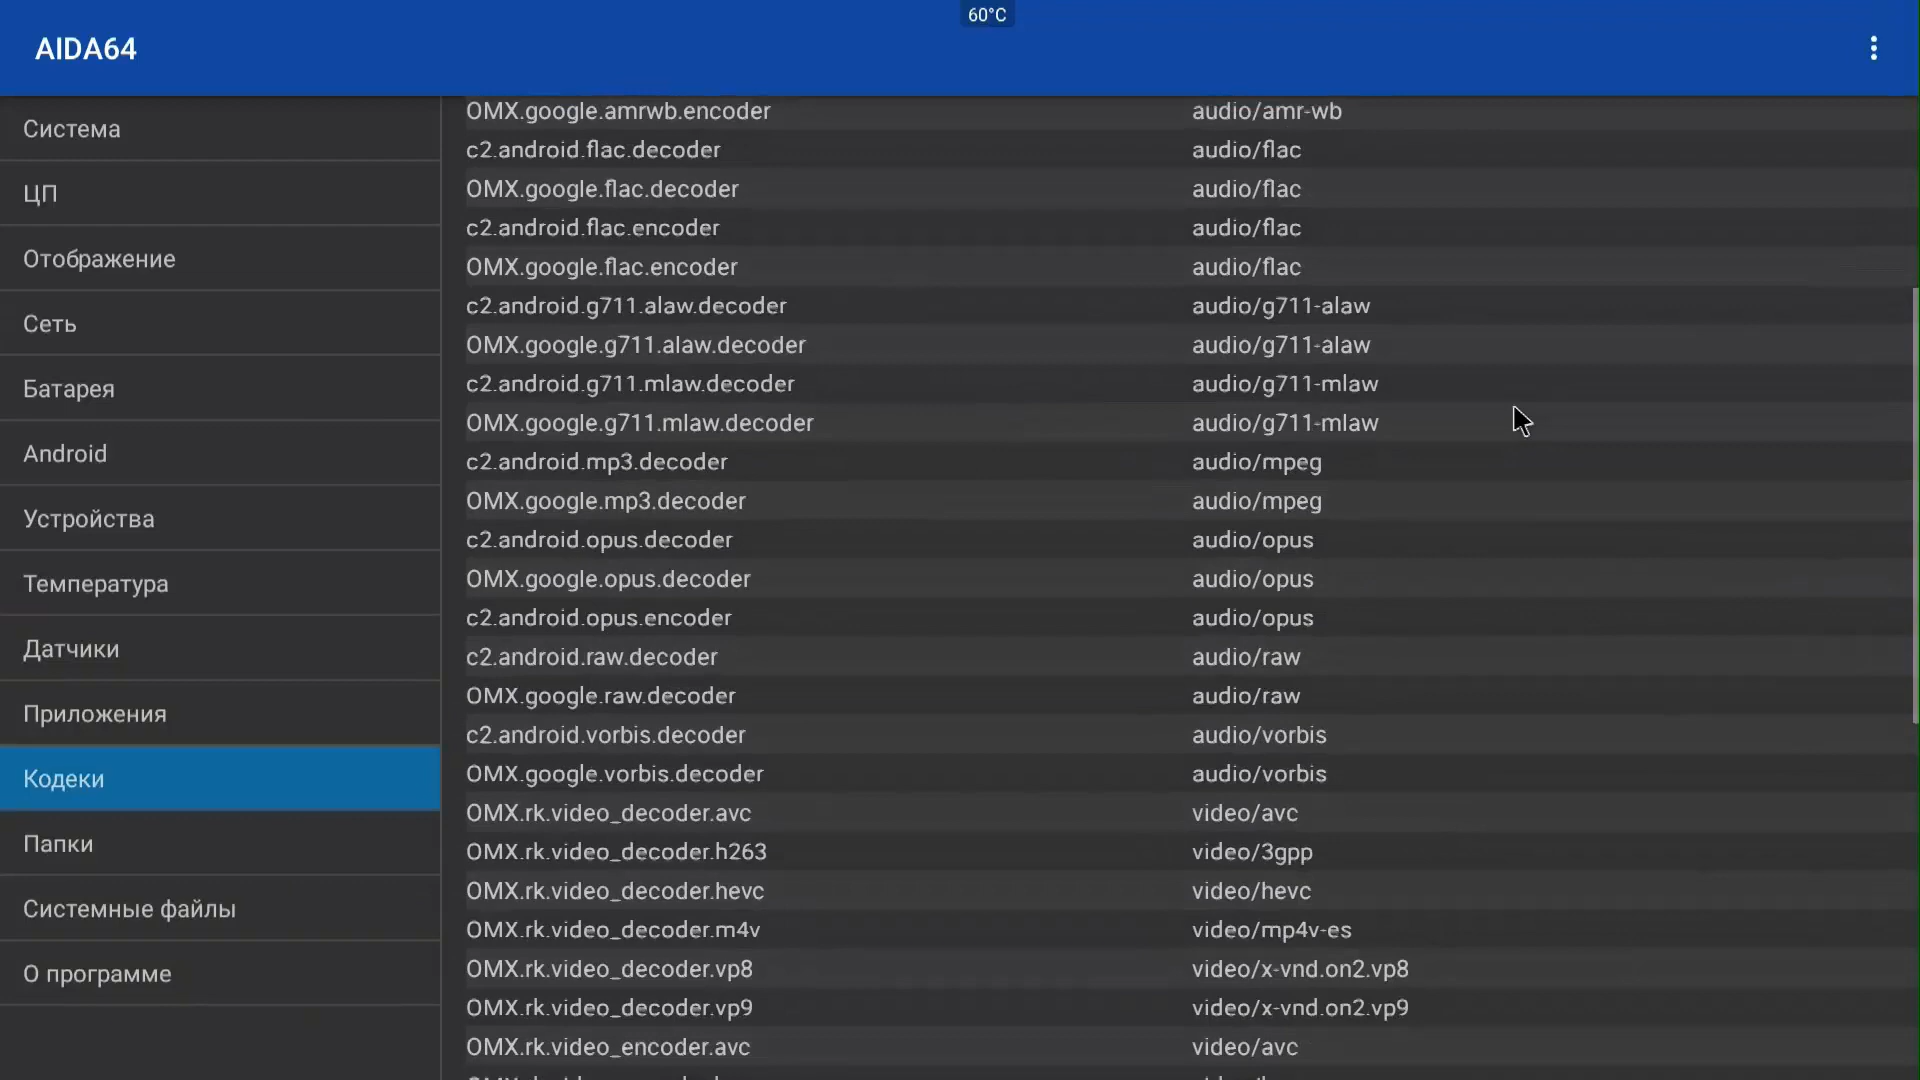 60°C
AIDA64
Система
ЦП
Отображение
Сеть
Батарея
Android
Устройства
Температура
Датчики
Приложения
Кодеки
Папки
Системные файлы
О программе
OMX.google.amrwb.encoder audio/amr-wb
c2.android.flac.decoder audio/flac
OMX.google.flac.decoder audio/flac
c2.android.flac.encoder audio/flac
OMX.google.flac.encoder audio/flac
c2.android.g711.alaw.decoder audio/g711-alaw
OMX.google.g711.alaw.decoder audio/g711-alaw
c2.android.g711.mlaw.decoder audio/g711-mlaw
OMX.google.g711.mlaw.decoder audio/g711-mlaw
c2.android.mp3.decoder audio/mpeg
OMX.google.mp3.decoder audio/mpeg
c2.android.opus.decoder audio/opus
OMX.google.opus.decoder audio/opus
c2.android.opus.encoder audio/opus
c2.android.raw.decoder audio/raw
OMX.google.raw.decoder audio/raw
c2.android.vorbis.decoder audio/vorbis
OMX.google.vorbis.decoder audio/vorbis
OMX.rk.video_decoder.avc video/avc
OMX.rk.video_decoder.h263 video/3gpp
OMX.rk.video_decoder.hevc video/hevc
OMX.rk.video_decoder.m4v video/mp4v-es
OMX.rk.video_decoder.vp8 video/x-vnd.on2.vp8
OMX.rk.video_decoder.vp9 video/x-vnd.on2.vp9
OMX.rk.video_encoder.avc video/avc